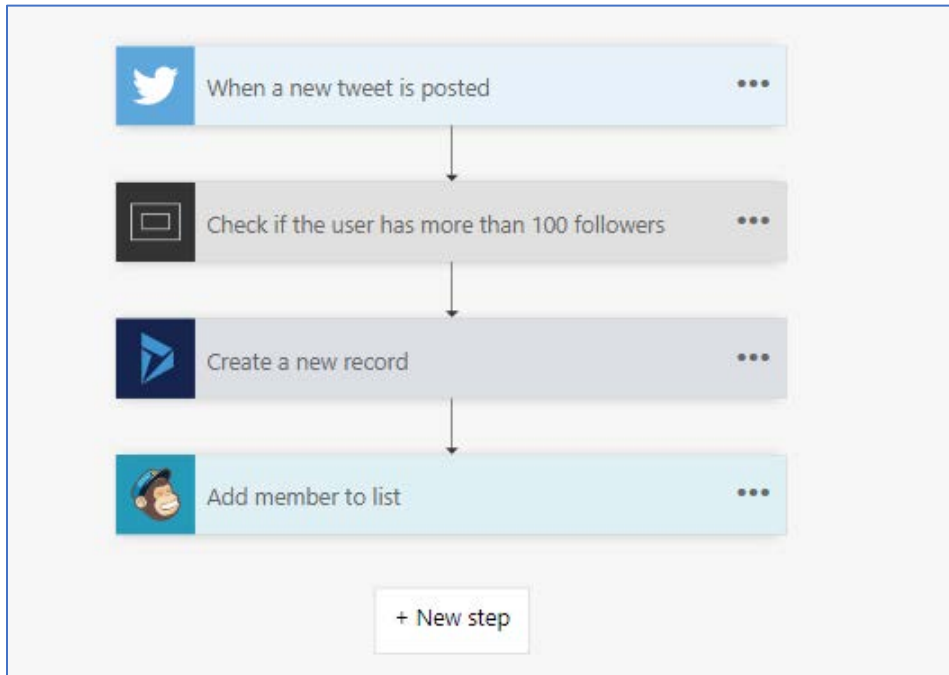 When a new tweet is posted
Check if the user has more than 100 followers
Create a new record
Add member to list
+ New step